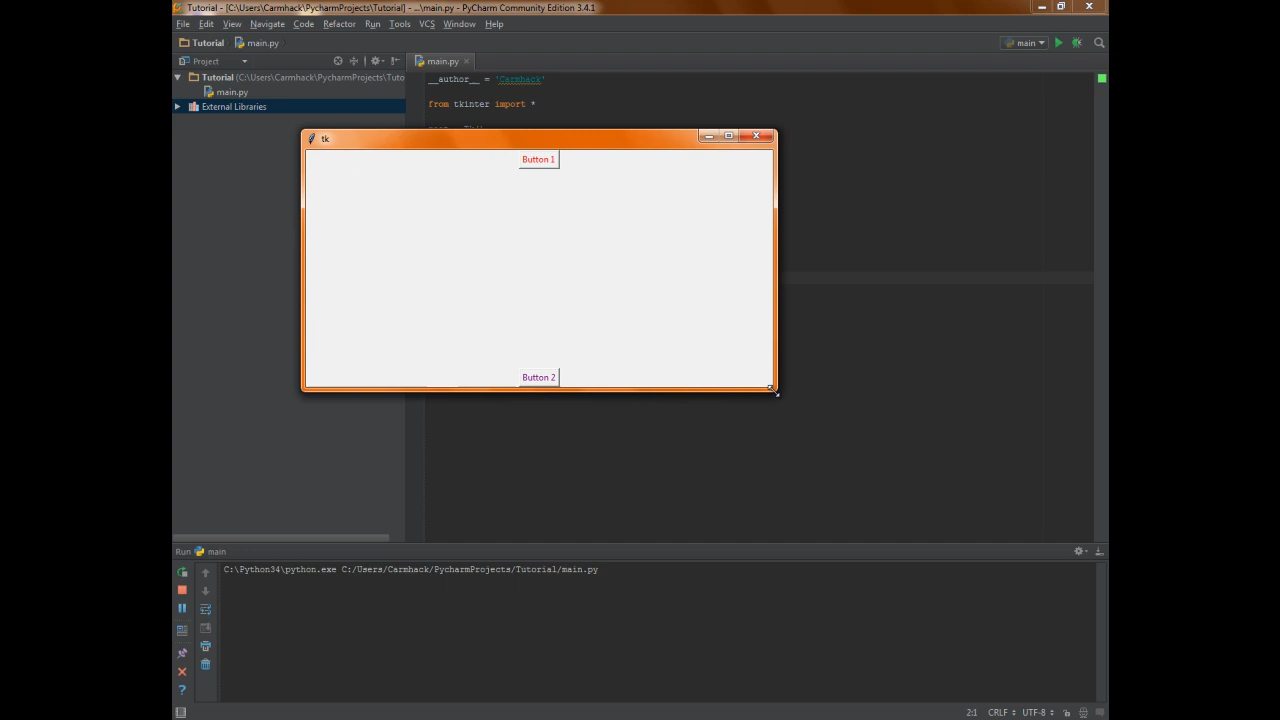 Tutorial - [C:\Users\Carmhack\PycharmProjects\Tutorial] - ...\main.py - PyCharm Community Edition 3.4.1
File Edit View Navigate Code Refactor Run Tools VCS Window Help
Tutorial main.py main
Project main.py
Tutorial (C:\Users\Carmhack\PycharmProjects\Tuto
main.py
External Libraries
__author__ = 'Carmhack'
from tkinter import *
tk
Button 1
Button 2
Run main
C:\Python34\python.exe C:/Users/Carmhack/PycharmProjects/Tutorial/main.py
2:1 CRLF UTF-8